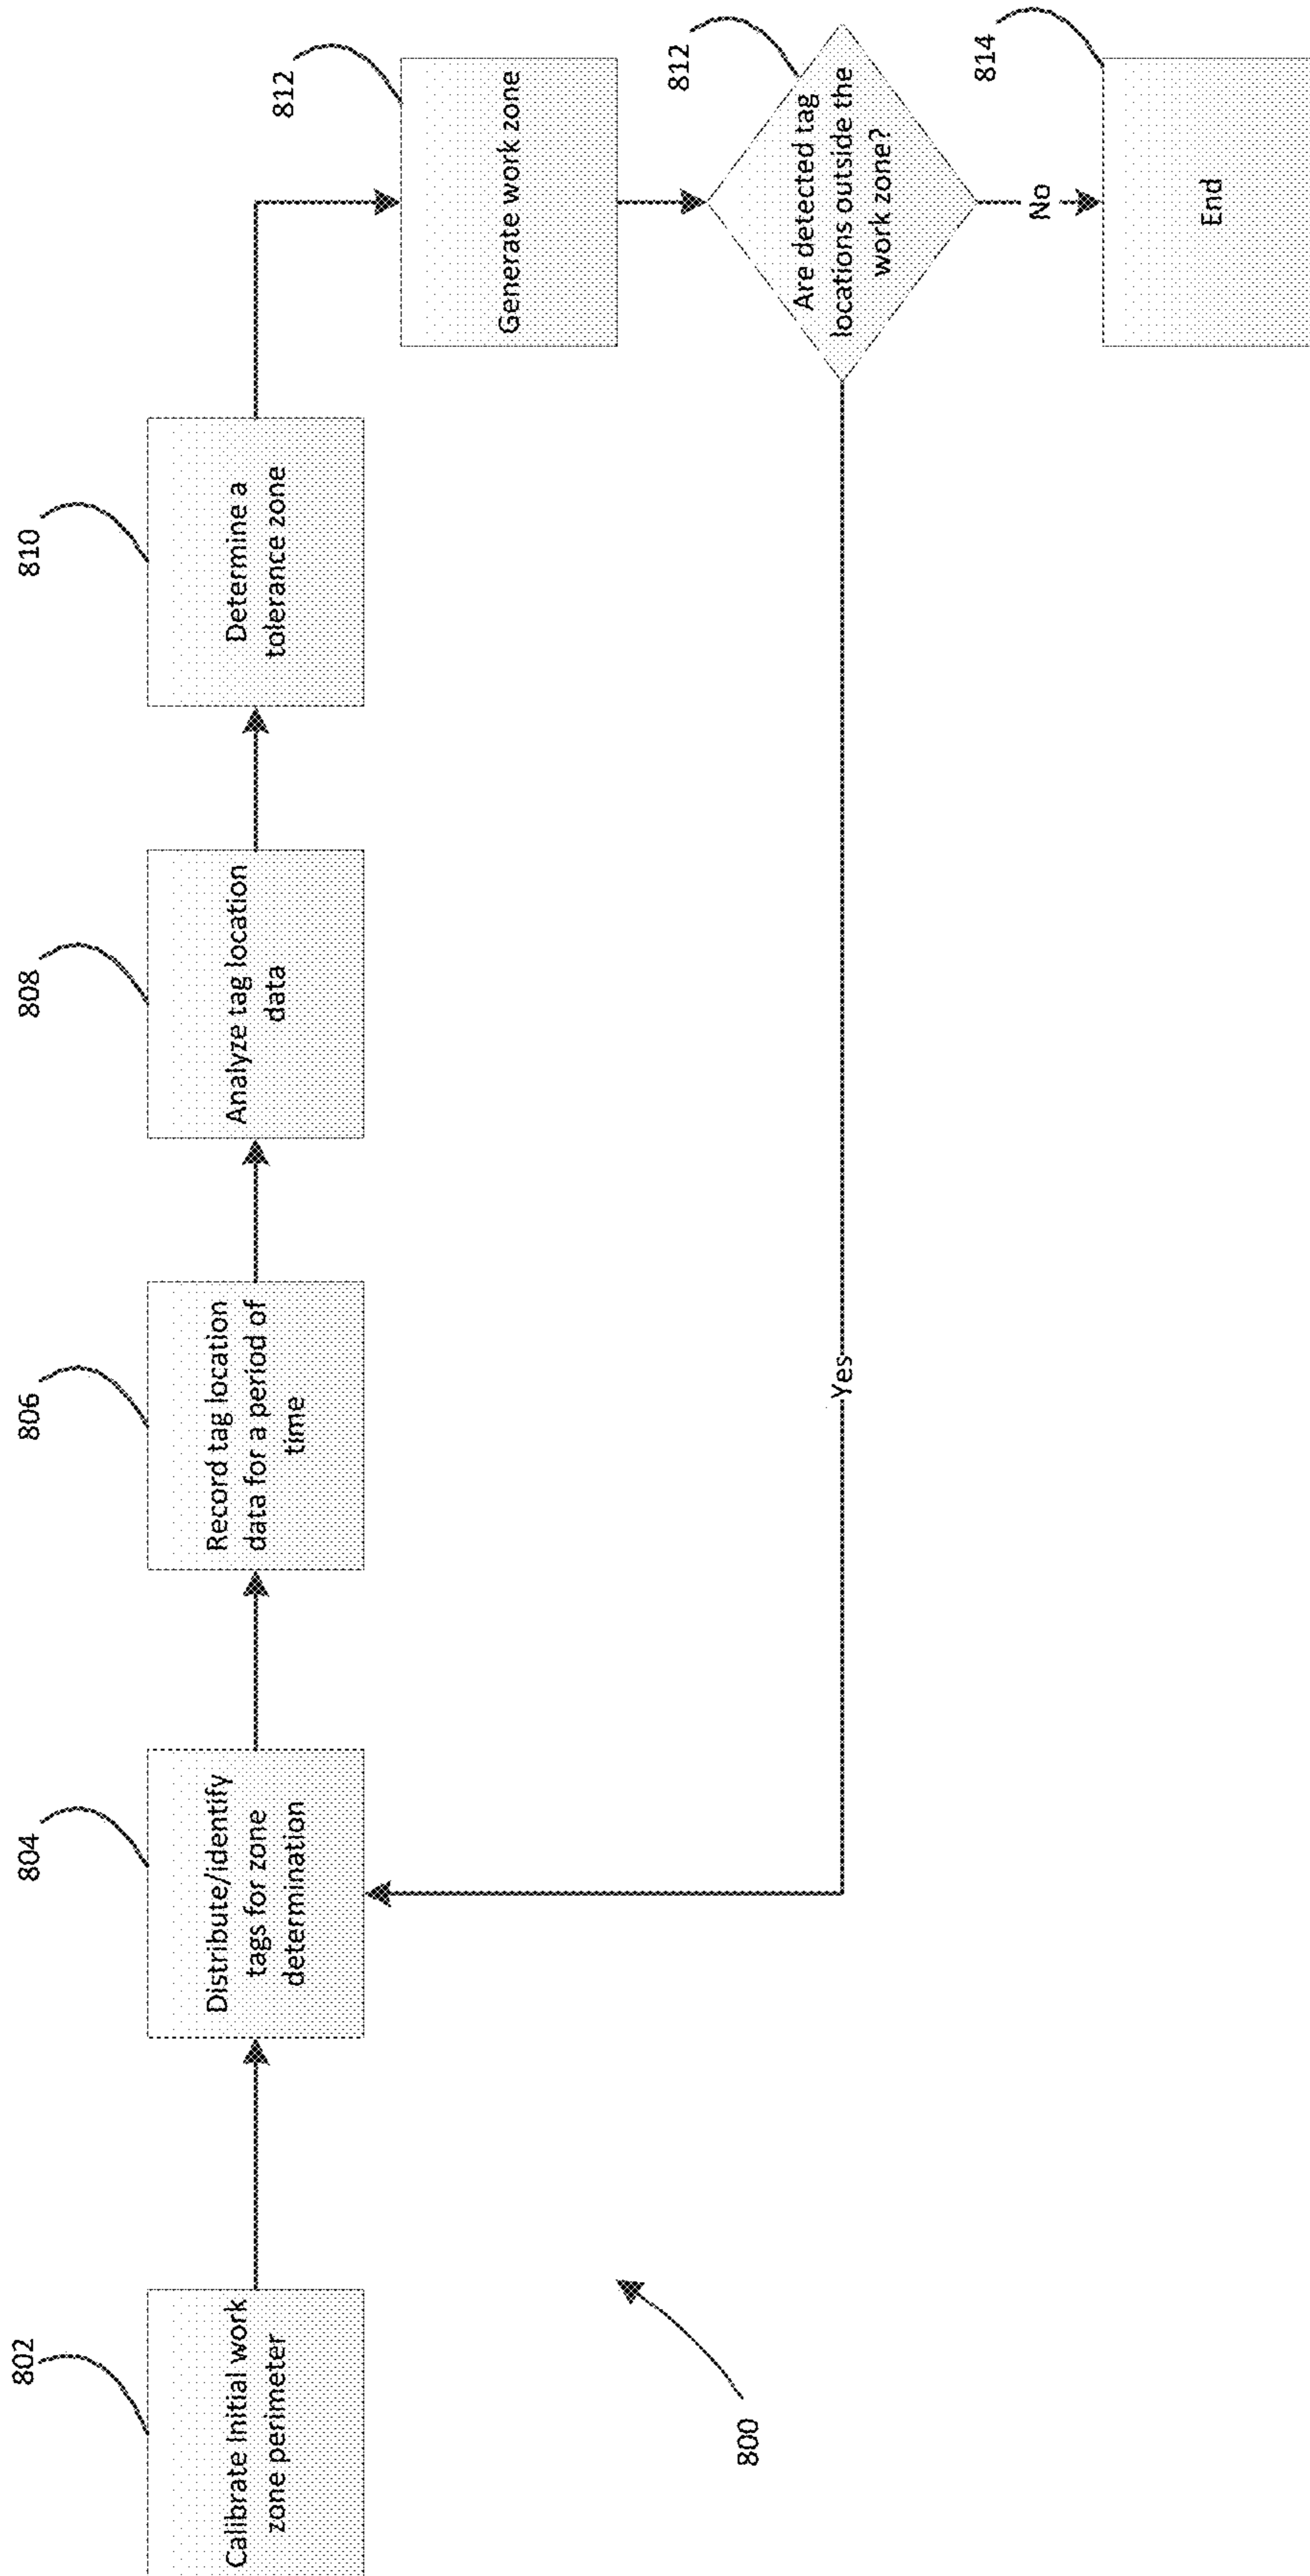 802
Calibrate Initial work
zone perimeter
804
Distribute/identify
tags for zone
determination
806
Record tag location
data for a period of
time
808
Analyze tag location
data
810
Determine a
tolerance zone
812
Generate work zone
812
Are detected tag
locations outside the
work zone?
Yes
No
814
End
800